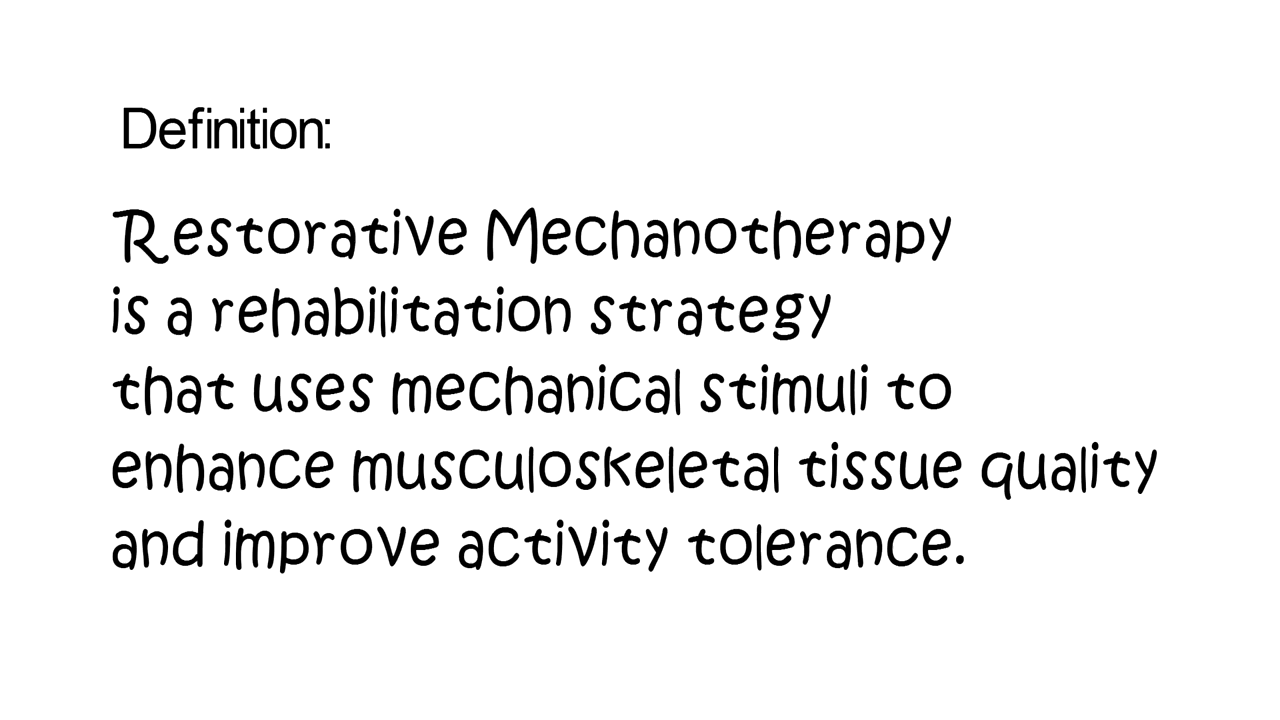 Definition:
Restorative Mechanotherapy
is a rehabilitation strategy
that uses mechanical stimuli to
enhance musculoskeletal tissue quality
and improve activity tolerance.